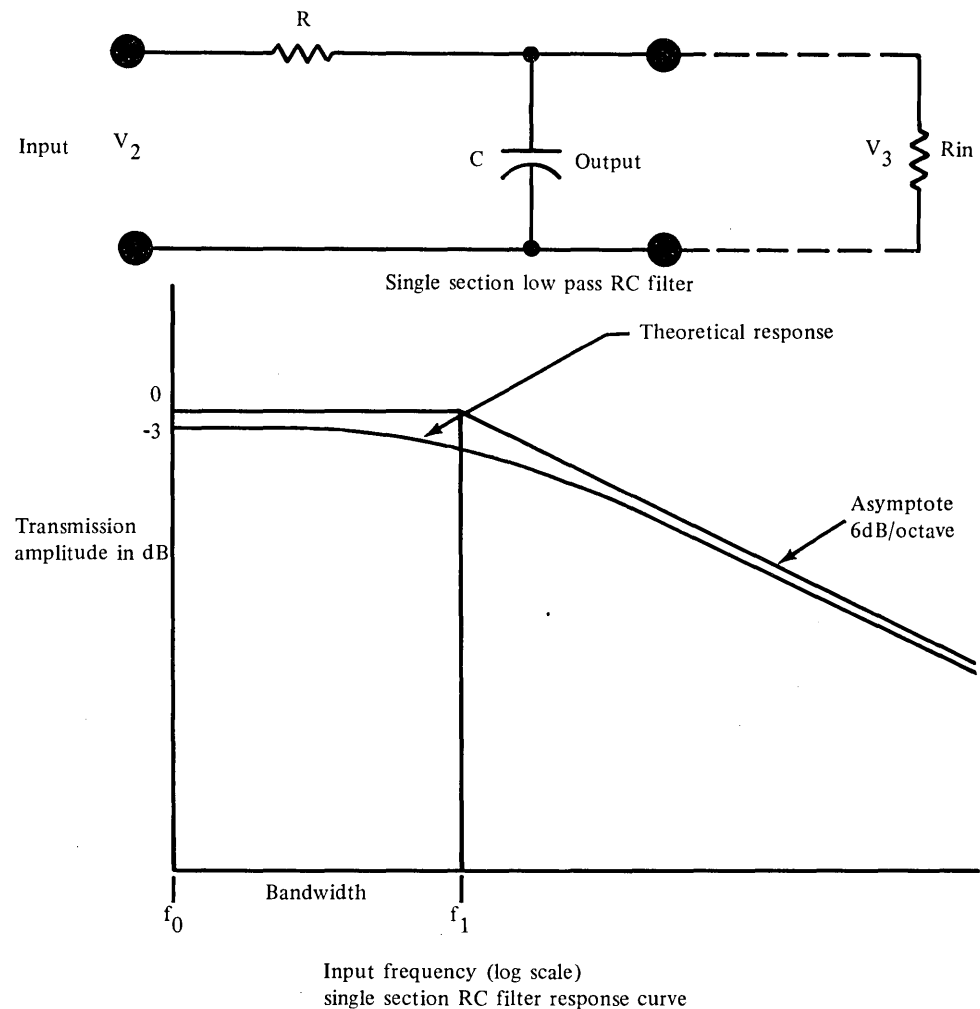 R
Input
V2
C
Output
V3
Rin
Single section low pass RC filter
Theoretical response
0
-3
Transmission
amplitude in dB
Asymptote
6dB/octave
Bandwidth
f0
f1
Input frequency (log scale)
single section RC filter response curve